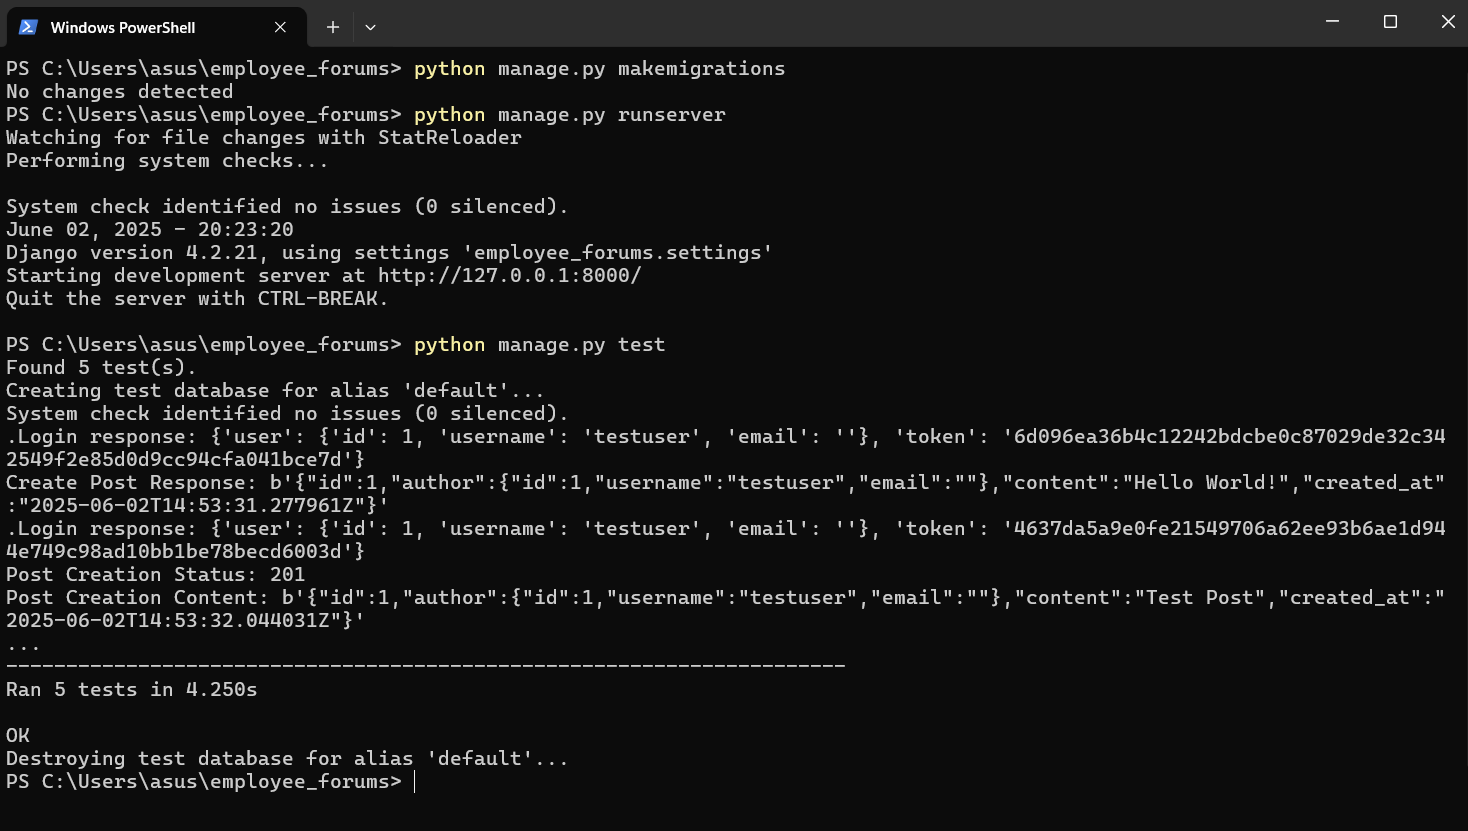 Windows PowerShell
PS C:\Users\asus\employee_forums> python manage.py makemigrations
No changes detected
PS C:\Users\asus\employee_forums> python manage.py runserver
Watching for file changes with StatReloader
Performing system checks...
System check identified no issues (0 silenced).
June 02, 2025 - 20:23:20
Django version 4.2.21, using settings 'employee_forums.settings'
Starting development server at http://127.0.0.1:8000/
Quit the server with CTRL-BREAK.
PS C:\Users\asus\employee_forums> python manage.py test
Found 5 test(s).
Creating test database for alias 'default'...
System check identified no issues (0 silenced).
.Login response: {'user': {'id': 1, 'username': 'testuser', 'email': ''}, 'token': '6d096ea36b4c12242bdcbe0c87029de32c34
2549f2e85d0d9cc94cfa041bce7d'}
Create Post Response: b'{"id":1,"author":{"id":1,"username":"testuser","email":""},"content":"Hello World!","created_at"
:"2025-06-02T14:53:31.277961Z"}'
.Login response: {'user': {'id': 1, 'username': 'testuser', 'email': ''}, 'token': '4637da5a9e0fe21549706a62ee93b6ae1d94
4e749c98ad10bb1be78becd6003d'}
Post Creation Status: 201
Post Creation Content: b'{"id":1,"author":{"id":1,"username":"testuser","email":""},"content":"Test Post","created_at":"
2025-06-02T14:53:32.044031Z"}'
...
----------------------------------------------------------------------
Ran 5 tests in 4.250s
OK
Destroying test database for alias 'default'...
PS C:\Users\asus\employee_forums>